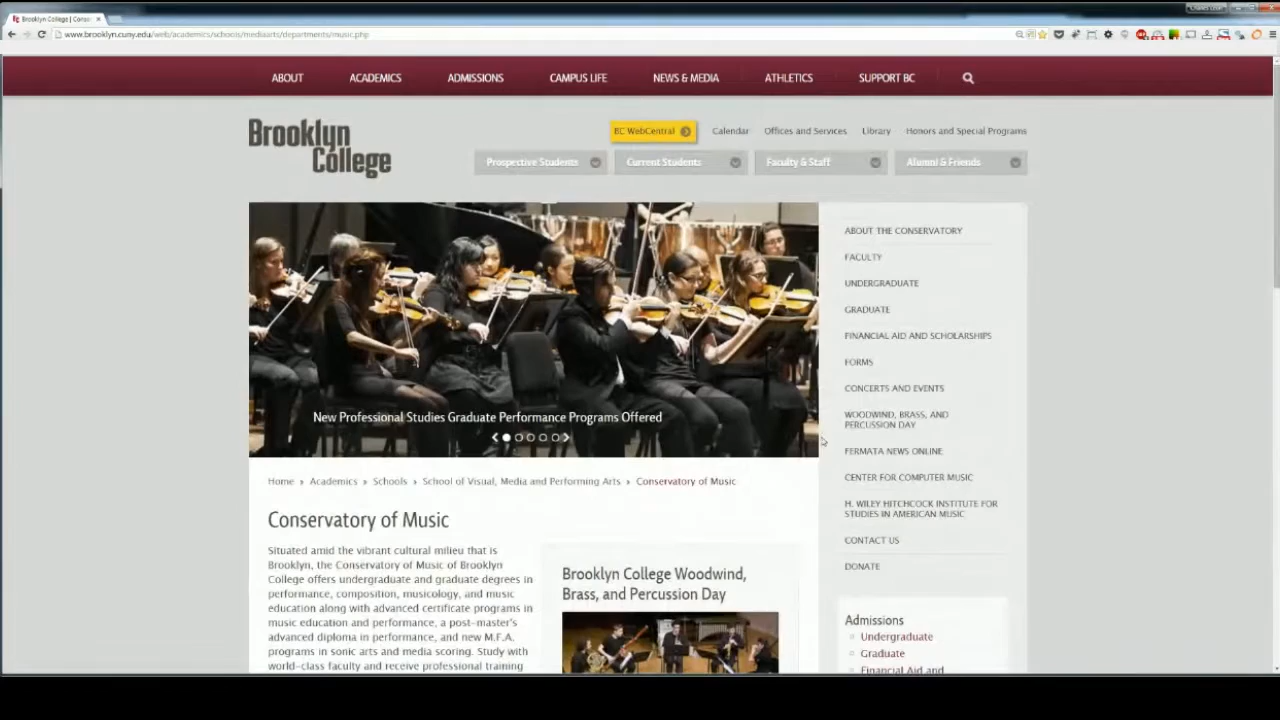 Brooklyn College | Conser
www.brooklyn.cuny.edu/web/academics/schools/mediaarts/departments/music.php
ABOUT ACADEMICS ADMISSIONS CAMPUS LIFE NEWS & MEDIA ATHLETICS SUPPORT BC
Brooklyn
College
BC WebCentral Calendar Offices and Services Library Honors and Special Programs
Prospective Students Current Students Faculty & Staff Alumni & Friends
New Professional Studies Graduate Performance Programs Offered
Home › Academics › Schools › School of Visual, Media and Performing Arts › Conservatory of Music
Conservatory of Music
Situated amid the vibrant cultural milieu that is
Brooklyn, the Conservatory of Music of Brooklyn
College offers undergraduate and graduate degrees in
performance, composition, musicology, and music
education along with advanced certificate programs in
music education and performance, a post-master's
advanced diploma in performance, and new M.F.A.
programs in sonic arts and media scoring. Study with
world-class faculty and receive professional training
Brooklyn College Woodwind,
Brass, and Percussion Day
ABOUT THE CONSERVATORY
FACULTY
UNDERGRADUATE
GRADUATE
FINANCIAL AID AND SCHOLARSHIPS
FORMS
CONCERTS AND EVENTS
WOODWIND, BRASS, AND
PERCUSSION DAY
FERMATA NEWS ONLINE
CENTER FOR COMPUTER MUSIC
H. WILEY HITCHCOCK INSTITUTE FOR
STUDIES IN AMERICAN MUSIC
CONTACT US
DONATE
Admissions
Undergraduate
Graduate
Financial Aid and